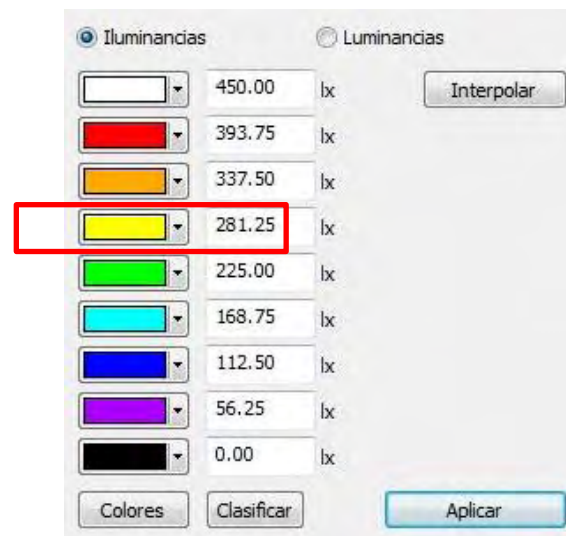 Iluminancias Luminancias
450.00 lx Interpolar
393.75 lx
337.50 lx
281.25 lx
225.00 lx
168.75 lx
112.50 lx
56.25 lx
0.00 lx
Colores Clasificar Aplicar